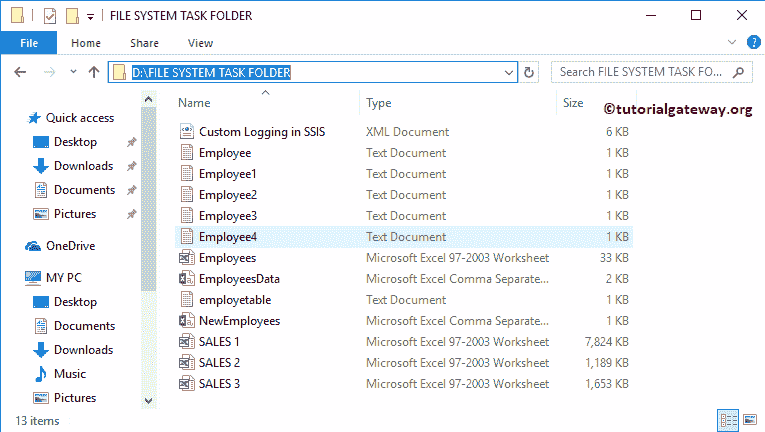 FILE SYSTEM TASK FOLDER
File Home Share View
D:\FILE SYSTEM TASK FOLDER Search FILE SYSTEM TASK FO...
Name Type Size
©tutorialgateway.org
Quick access
Desktop
Downloads
Documents
Pictures
OneDrive
MY PC
Desktop
Documents
Downloads
Music
Pictures
Custom Logging in SSIS XML Document 6 KB
Employee Text Document 1 KB
Employee1 Text Document 1 KB
Employee2 Text Document 1 KB
Employee3 Text Document 1 KB
Employee4 Text Document 1 KB
Employees Microsoft Excel 97-2003 Worksheet 33 KB
EmployeesData Microsoft Excel Comma Separate... 2 KB
employetable Text Document 1 KB
NewEmployees Microsoft Excel Comma Separate... 1 KB
SALES 1 Microsoft Excel 97-2003 Worksheet 7,824 KB
SALES 2 Microsoft Excel 97-2003 Worksheet 1,189 KB
SALES 3 Microsoft Excel 97-2003 Worksheet 1,653 KB
13 items